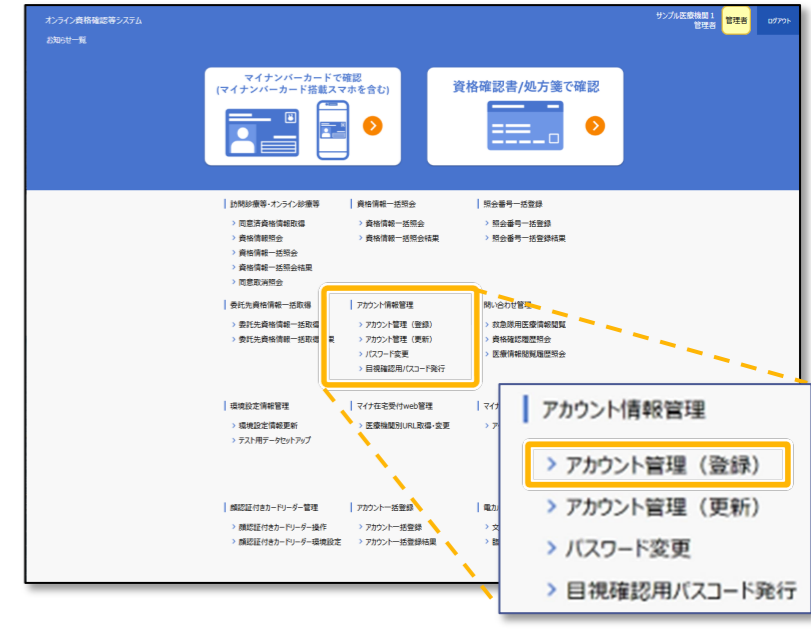 オンライン資格確認等システム
サンプル医療機関1
管理者
管理者
ログアウト
お知らせ一覧
マイナンバーカードで確認
(マイナンバーカード搭載スマホを含む)
資格確認書/処方箋で確認
訪問診療等・オンライン診療等
> 同意済資格情報取得
> 資格情報照会
> 資格情報一括照会
> 資格情報一括照会結果
> 同意取消照会
資格情報一括照会
> 資格情報一括照会
> 資格情報一括照会結果
照会番号一括登録
> 照会番号一括登録
> 照会番号一括登録結果
委託先資格情報一括取得
> 委託先資格情報一括取得
> 委託先資格情報一括取得 果
アカウント情報管理
> アカウント管理（登録）
> アカウント管理（更新）
> パスワード変更
> 目視確認用パスコード発行
問い合わせ管理
> 救急隊用医療情報閲覧
> 資格確認履歴照会
> 医療情報閲覧履歴照会
環境設定情報管理
> 環境設定情報更新
> テスト用データセットアップ
マイナ在宅受付web管理
> 医療機関別URL取得・変更
マイナ
> ア
顔認証付きカードリーダー管理
> 顔認証付きカードリーダー操作
> 顔認証付きカードリーダー環境設定
アカウント一括登録
> アカウント一括登録
> アカウント一括登録結果
電力
> 文
アカウント情報管理
> アカウント管理（登録）
> アカウント管理（更新）
> パスワード変更
> 目視確認用パスコード発行